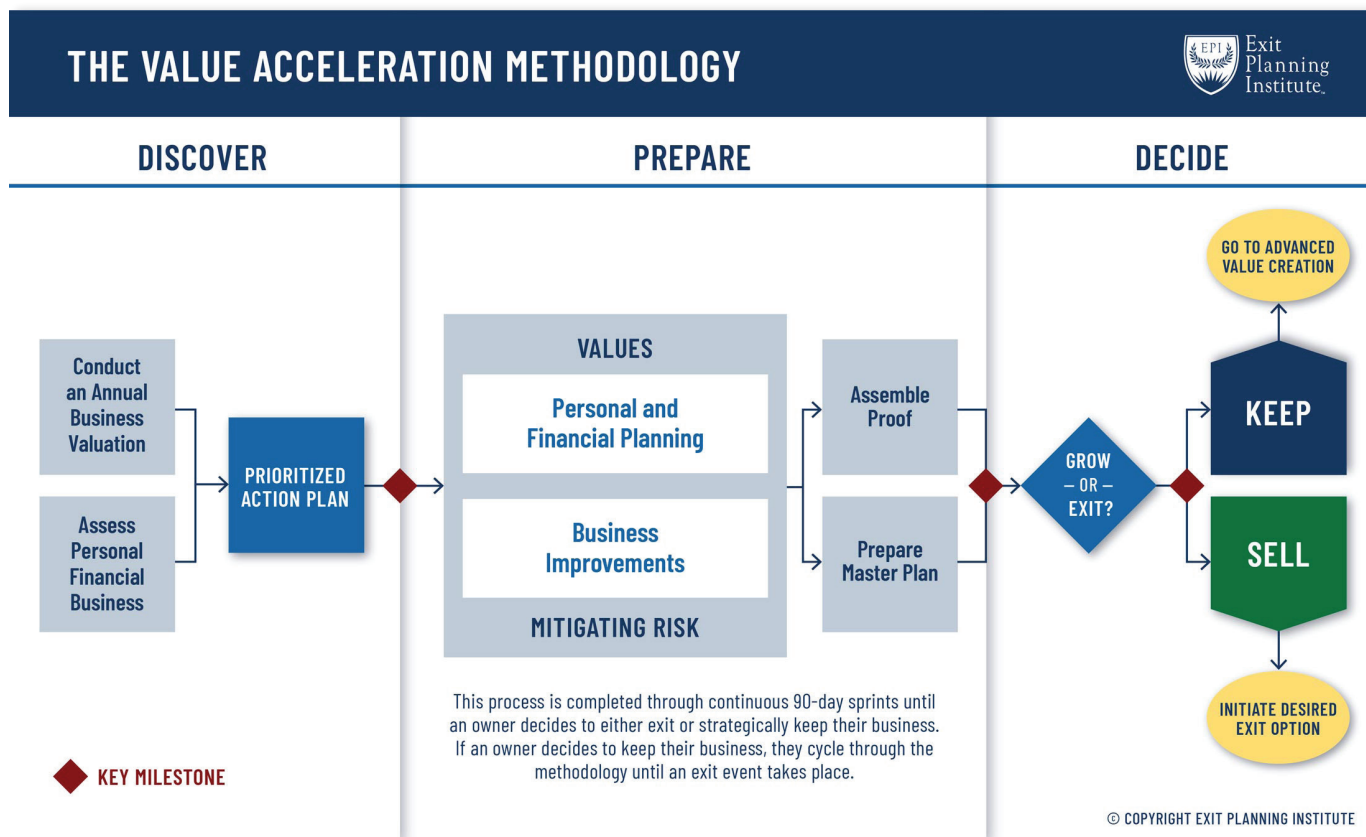 THE VALUE ACCELERATION METHODOLOGY
EPI
Exit
Planning
Institute™
DISCOVER
PREPARE
DECIDE
Conduct
an Annual
Business
Valuation
Assess
Personal
Financial
Business
PRIORITIZED
ACTION PLAN
VALUES
Personal and
Financial Planning
Business
Improvements
MITIGATING RISK
Assemble
Proof
Prepare
Master Plan
This process is completed through continuous 90-day sprints until
an owner decides to either exit or strategically keep their business.
If an owner decides to keep their business, they cycle through the
methodology until an exit event takes place.
GROW
— OR —
EXIT?
GO TO ADVANCED
VALUE CREATION
KEEP
SELL
INITIATE DESIRED
EXIT OPTION
KEY MILESTONE
© COPYRIGHT EXIT PLANNING INSTITUTE